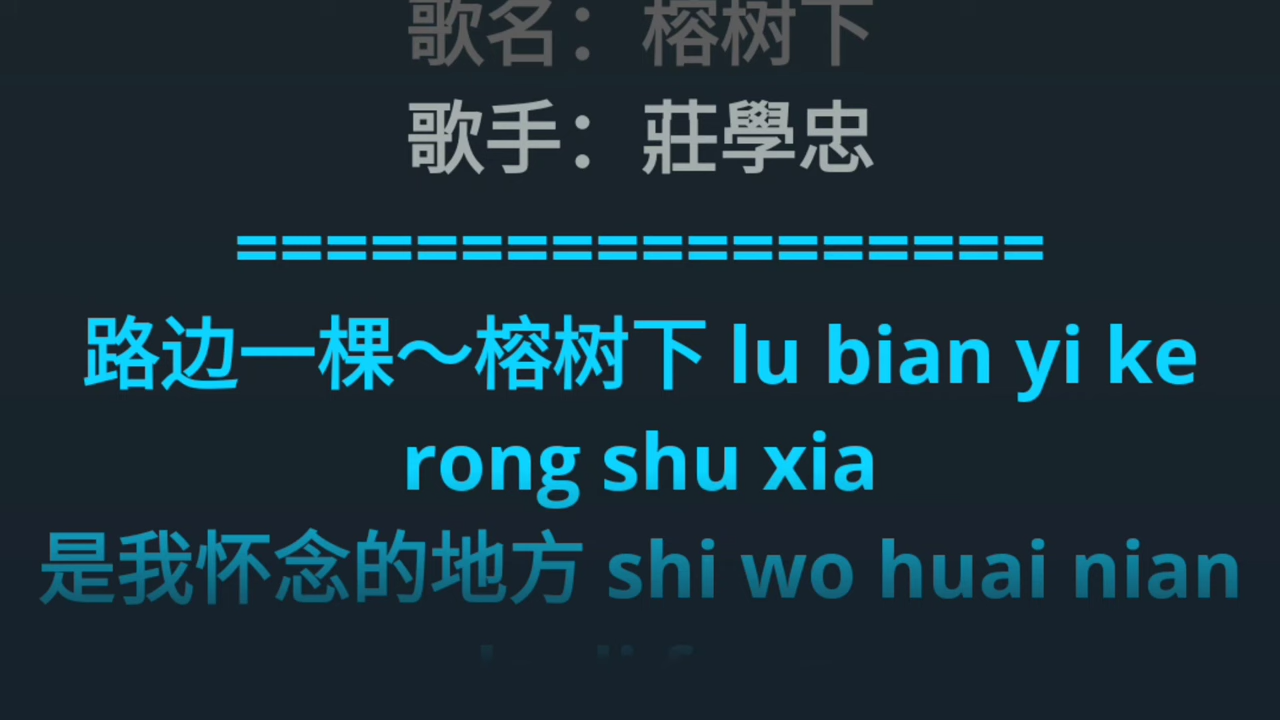 歌名：榕树下
歌手：莊學忠
==================
路边一棵～榕树下 lu bian yi ke
rong shu xia
是我怀念的地方 shi wo huai nian